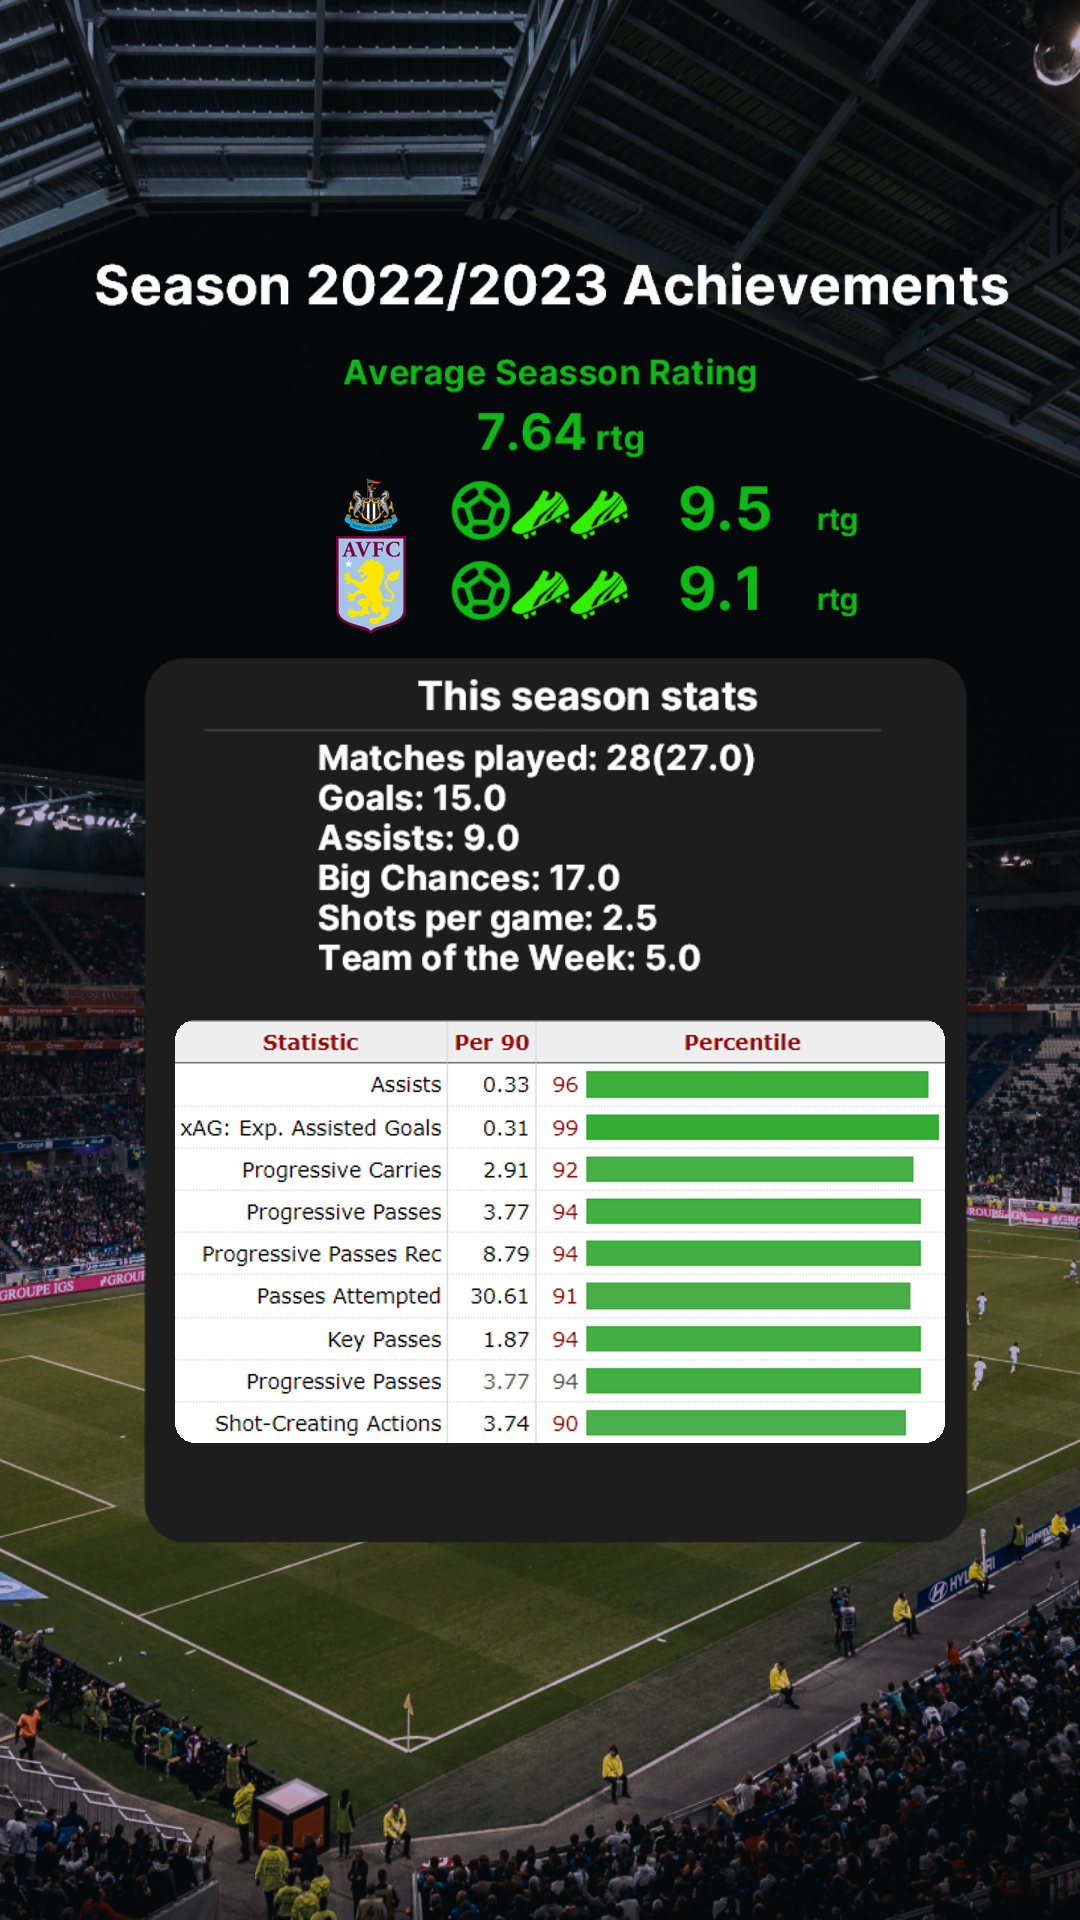 Season 2022/2023 Achievements
Average Seasson Rating
7.64 rtg
9.5 rtg
AVFC
9.1 rtg
This season stats
Matches played: 28(27.0)
Goals: 15.0
Assists: 9.0
Big Chances: 17.0
Shots per game: 2.5
Team of the Week: 5.0
Statistic Per 90 Percentile
Assists 0.33 96
xAG: Exp. Assisted Goals 0.31 99
Progressive Carries 2.91 92
Progressive Passes 3.77 94
Progressive Passes Rec 8.79 94
Passes Attempted 30.61 91
Key Passes 1.87 94
Progressive Passes 3.77 94
Shot-Creating Actions 3.74 90
Orange
GROUPE IGS #GROU